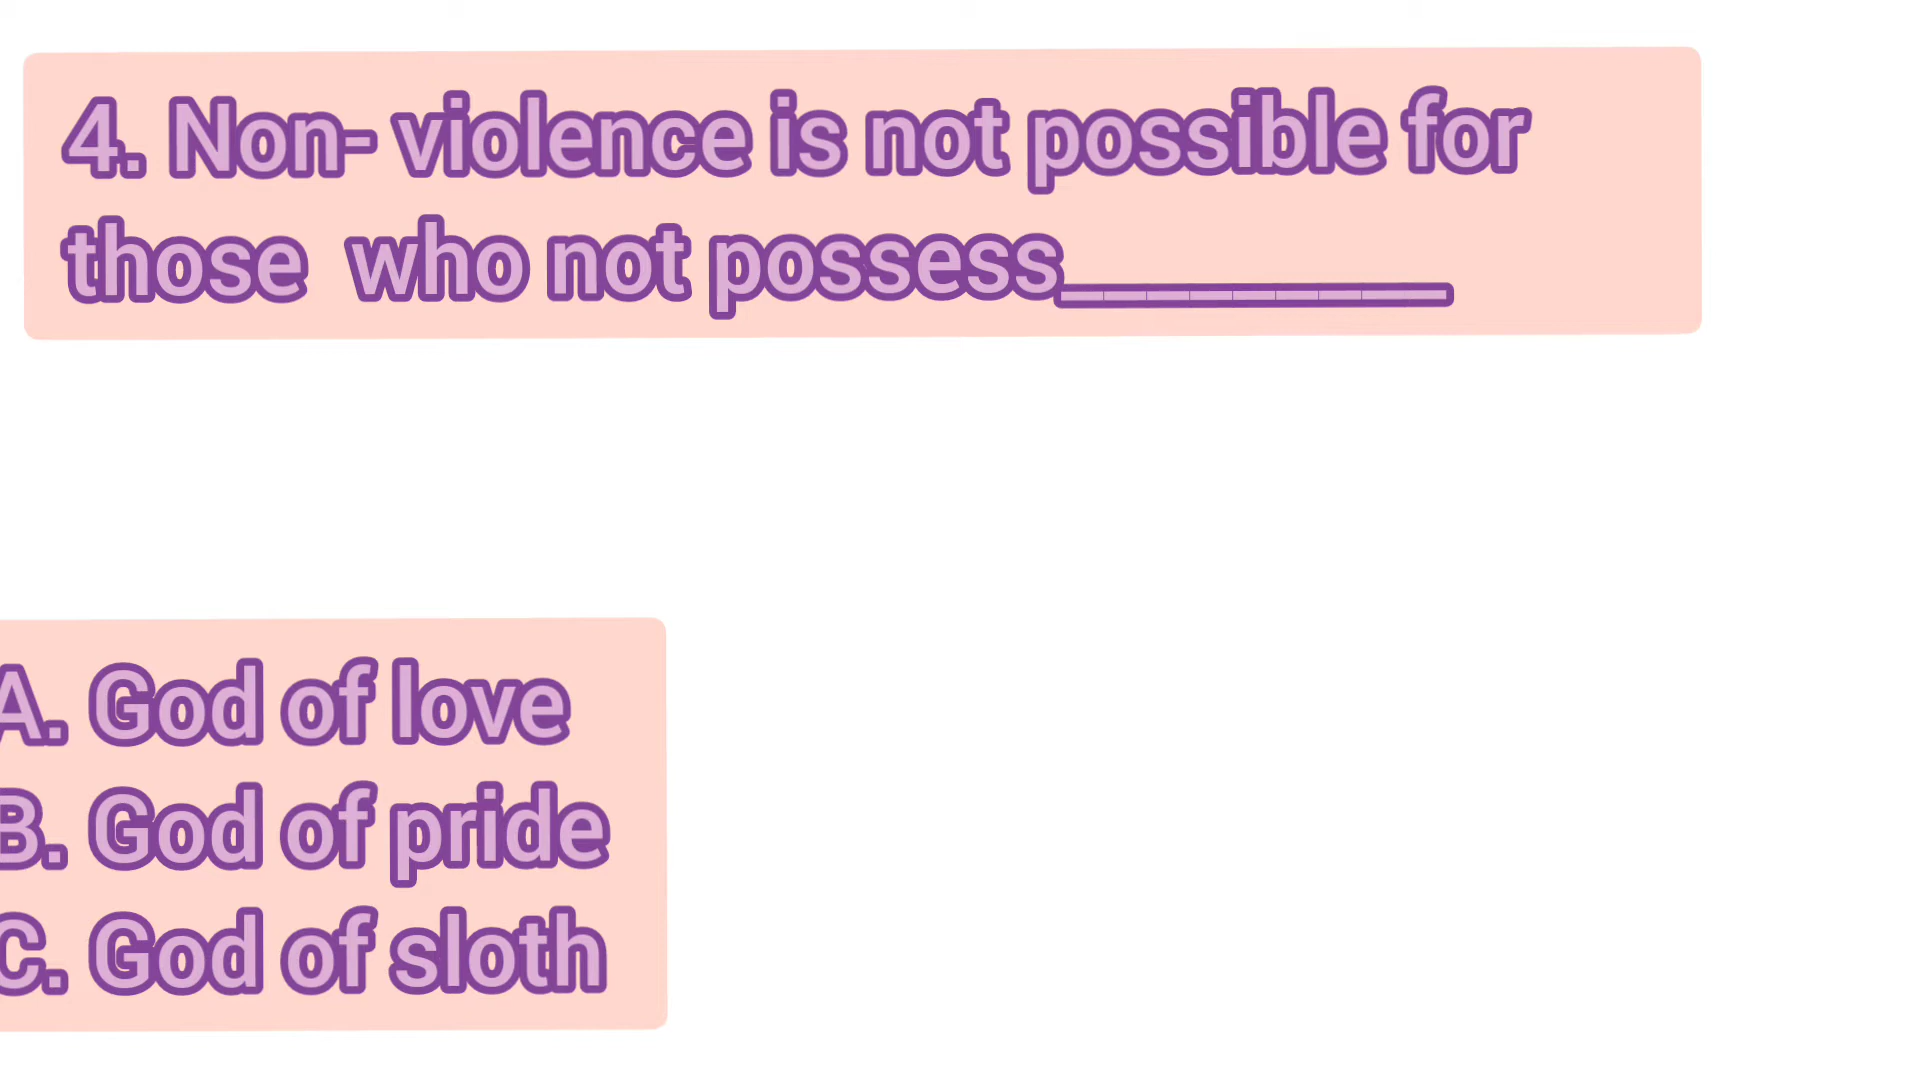 4. Non- violence is not possible for
those  who not possess_________
A. God of love
B. God of pride
C. God of sloth